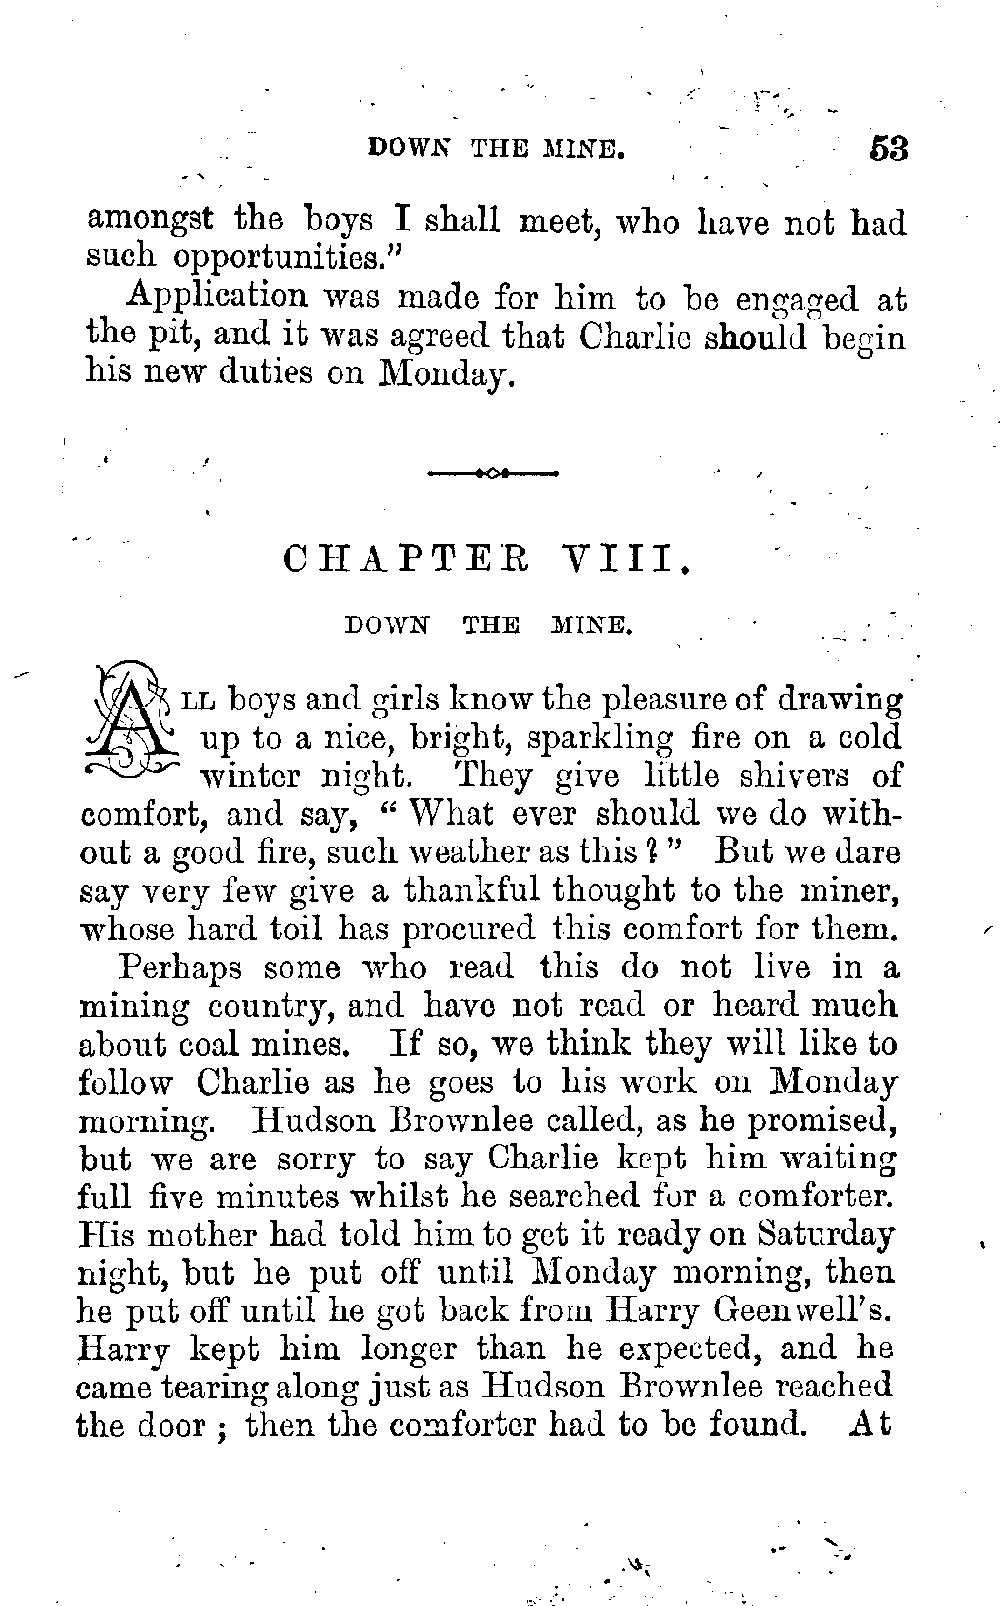 DOWN THE MINE. 53
amongst the boys I shall meet, who have not had
such opportunities."
Application was made for him to be engaged at
the pit, and it was agreed that Charlie should begin
his new duties on Monday.
CHAPTER VIII.
DOWN THE MINE.
ALL boys and girls know the pleasure of drawing
up to a nice, bright, sparkling fire on a cold
winter night. They give little shivers of
comfort, and say, "What ever should we do with-
out a good fire, such weather as this?" But we dare
say very few give a thankful thought to the miner,
whose hard toil has procured this comfort for them.
Perhaps some who read this do not live in a
mining country, and have not read or heard much
about coal mines. If so, we think they will like to
follow Charlie as he goes to his work on Monday
morning. Hudson Brownlee called, as he promised,
but we are sorry to say Charlie kept him waiting
full five minutes whilst he searched for a comforter.
His mother had told him to get it ready on Saturday
night, but he put off until Monday morning, then
he put off until he got back from Harry Geenwell's.
Harry kept him longer than he expected, and he
came tearing along just as Hudson Brownlee reached
the door; then the comforter had to be found. At